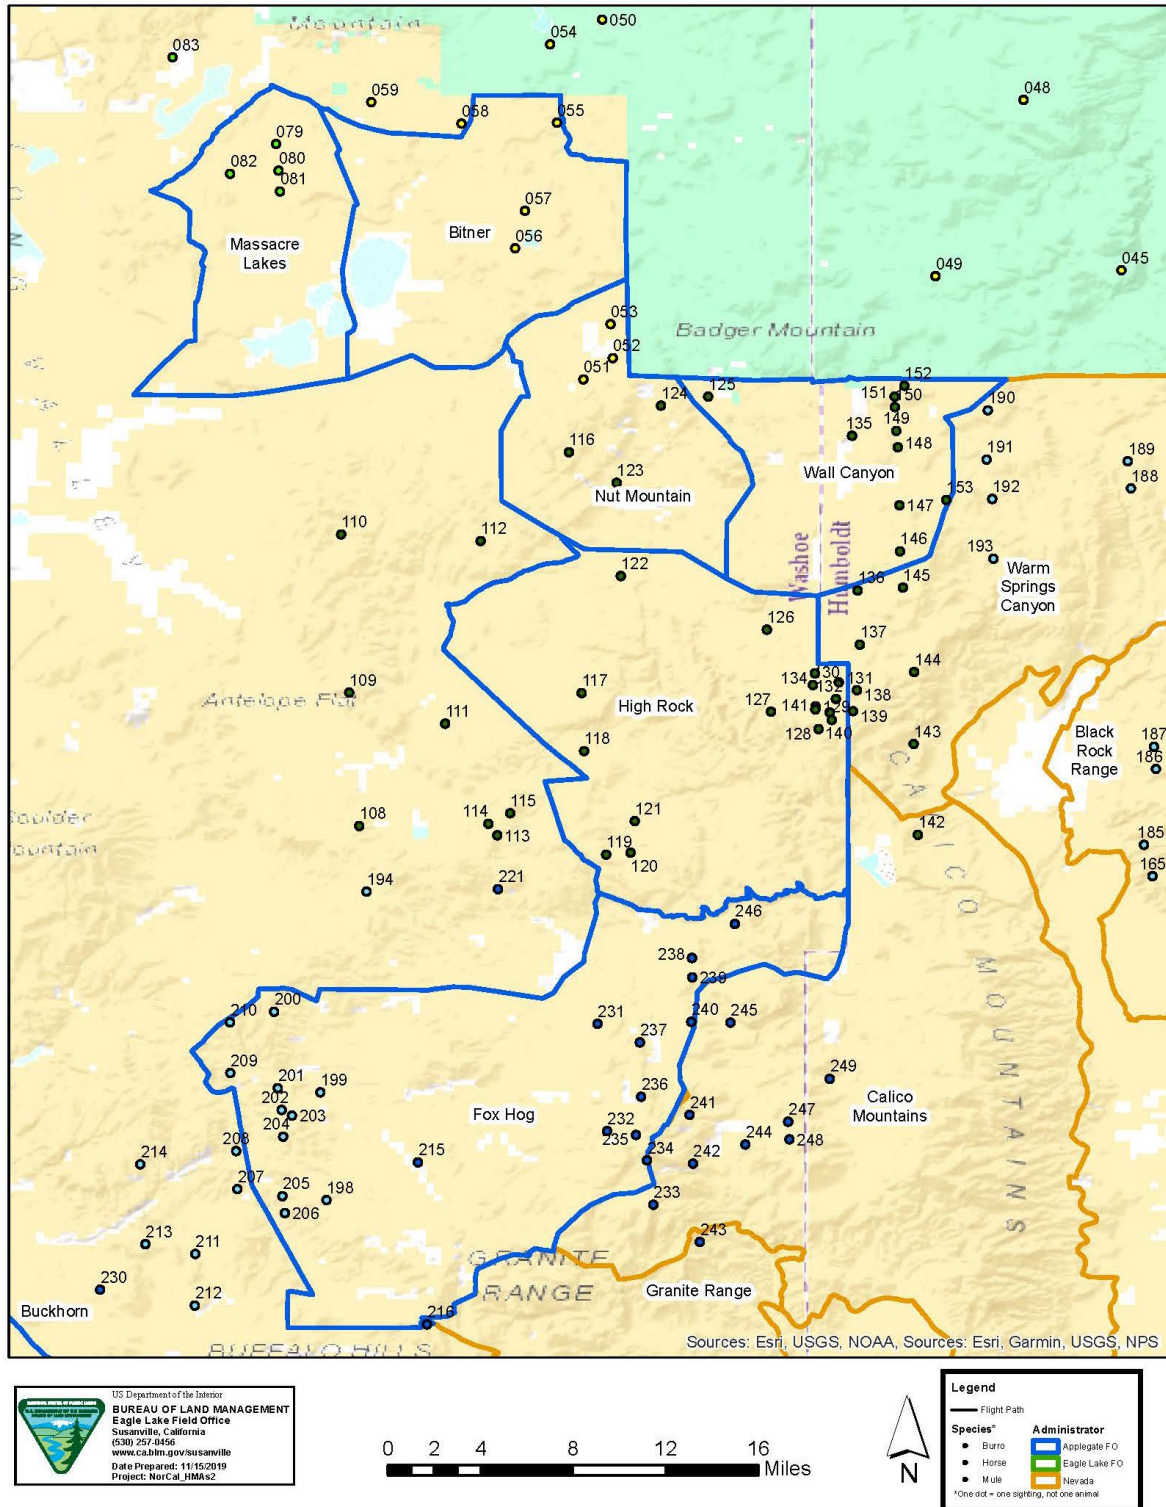 Mountain
050
054
083
059
058
055
048
079
082
080
081
057
056
Massacre
Lakes
Bitner
049
045
053
Badger Mountain
052
051
152
125
124
151
150
190
149
135
148
116
191
189
188
Wall Canyon
123
Nut Mountain
153
192
147
110
112
146
193
Washoe
Humboldt
122
136
145
Warm
Springs
Canyon
126
137
144
130
134
131
132
138
109
Antelope Flat
117
High Rock
127
141
129
139
111
128
140
143
118
Black
Rock
Range
187
186
CALICO MOUNTAINS
Boulder
Mountain
108
114
115
113
121
142
119
120
185
165
194
221
246
238
239
210
200
231
240
245
237
209
201
199
249
202
203
236
241
Fox Hog
Calico
Mountains
204
232
235
247
248
208
215
234
244
242
214
207
205
198
206
233
213
211
243
GRANITE
RANGE
230
212
Granite Range
Buckhorn
216
BUFFALO HILLS
Sources: Esri, USGS, NOAA, Sources: Esri, Garmin, USGS, NPS
US Department of the Interior
BUREAU OF LAND MANAGEMENT
Eagle Lake Field Office
Susanville, California
(530) 257-0456
www.ca.blm.gov/susanville
Date Prepared: 11/15/2019
Project: NorCal_HMAs2
0 2 4 8 12 16
Miles
N
Legend
Flight Path
Species* Administrator
Burro Applegate FO
Horse Eagle Lake FO
Mule Nevada
*One dot = one sighting, not one animal